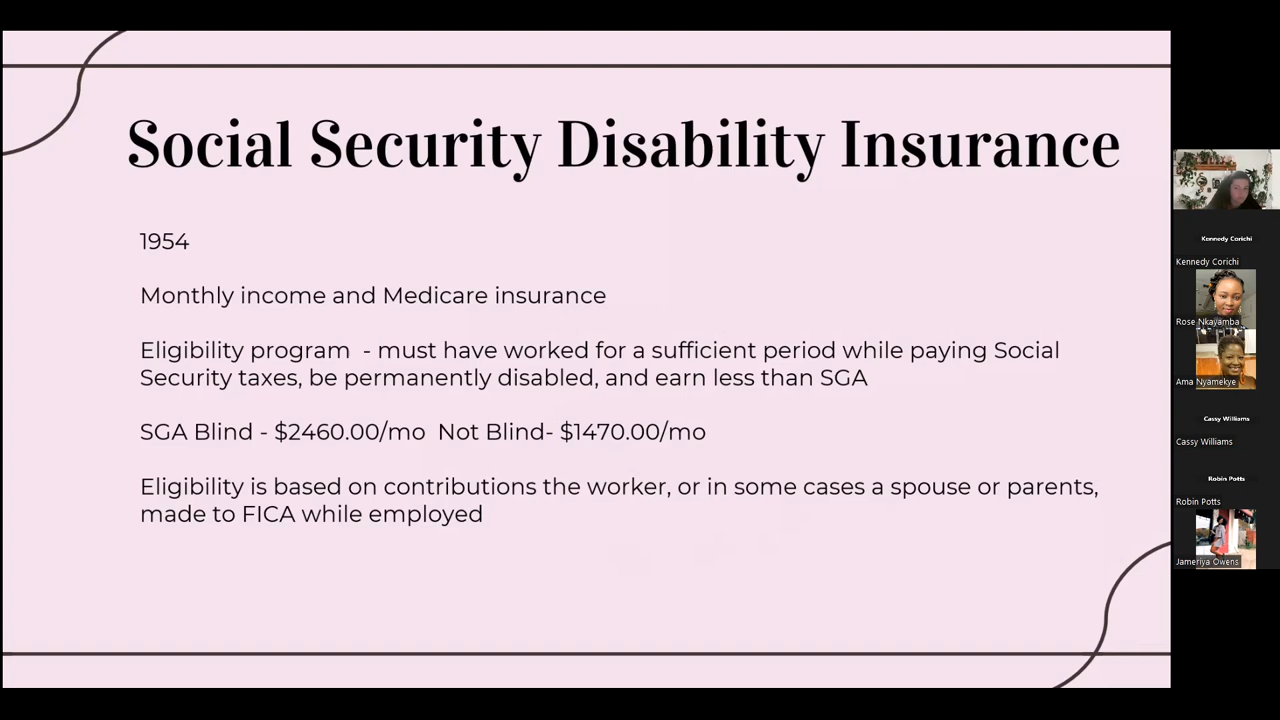 Social Security Disability Insurance
1954
Monthly income and Medicare insurance
Eligibility program - must have worked for a sufficient period while paying Social
Security taxes, be permanently disabled, and earn less than SGA
SGA Blind - $2460.00/mo Not Blind- $1470.00/mo
Eligibility is based on contributions the worker, or in some cases a spouse or parents,
made to FICA while employed
Kennedy Corichi
Kennedy Corichi
Rose Nkayamba
Ama Nyamekye
Cassy Williams
Cassy Williams
Robin Potts
Robin Potts
Jameriya Owens